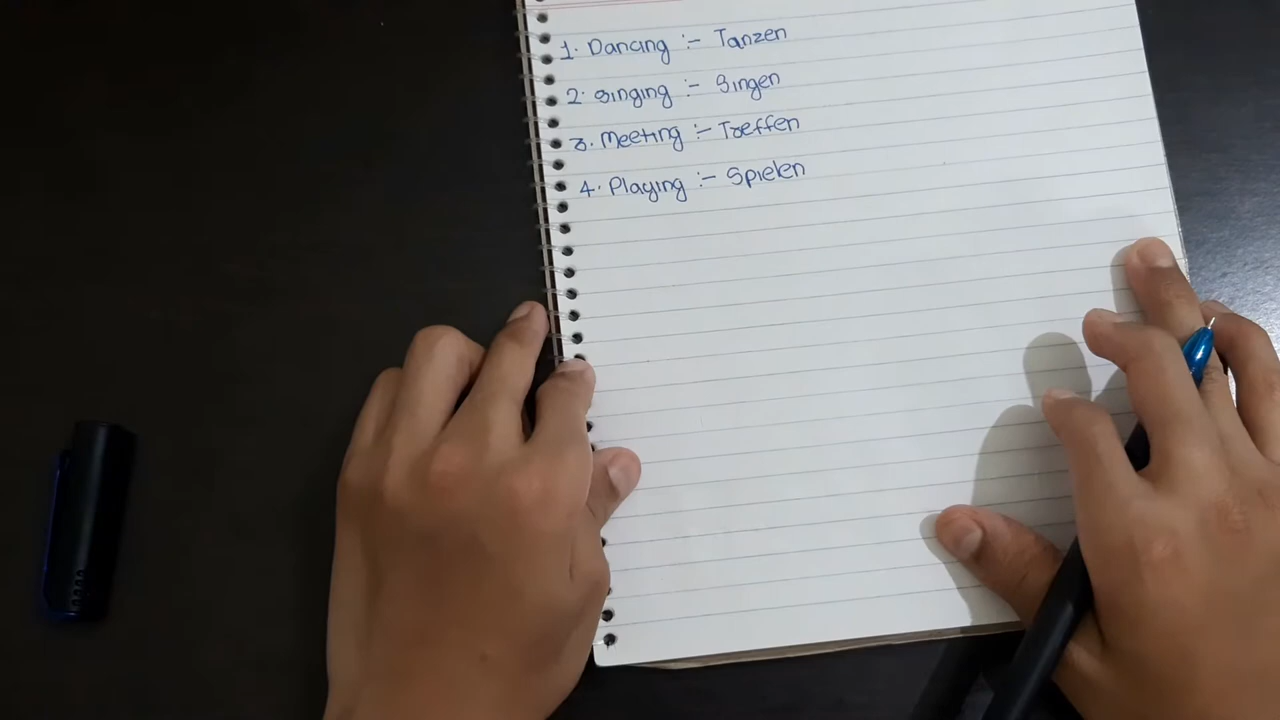 1. Dancing :- Tanzen
2. Singing :- Singen
3. Meeting :- Treffen
4. Playing :- Spielen